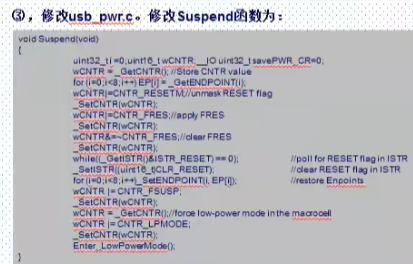 ③，修改usb_pwr.c。修改Suspend函数为：
void Suspend(void)
{
uint32_t i =0;uint16_t wCNTR;__IO uint32_t savePWR_CR=0;
wCNTR = _GetCNTR(); //Store CNTR value
for (i=0;i<8;i++) EP[i] = _GetENDPOINT(i);
wCNTR|=CNTR_RESETM;//unmask RESET flag
_SetCNTR(wCNTR);
wCNTR|=CNTR_FRES;//apply FRES
_SetCNTR(wCNTR);
wCNTR&=~CNTR_FRES;//clear FRES
_SetCNTR(wCNTR);
while((_GetISTR()&ISTR_RESET) == 0); //poll for RESET flag in ISTR
_SetISTR((uint16_t)CLR_RESET); //clear RESET flag in ISTR
for (i=0;i<8;i++)_SetENDPOINT(i, EP[i]); //restore Enpoints
wCNTR |= CNTR_FSUSP;
_SetCNTR(wCNTR);
wCNTR = _GetCNTR();//force low-power mode in the macrocell
wCNTR |= CNTR_LPMODE;
_SetCNTR(wCNTR);
Enter_LowPowerMode();
}